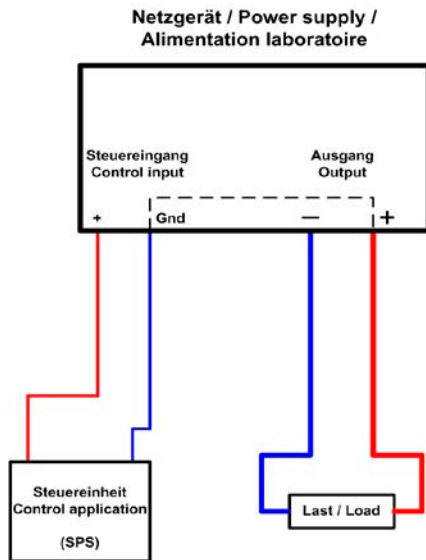 Netzgerät / Power supply /
Alimentation laboratoire
Steuereingang
Control input
Ausgang
Output
+
Gnd
—
+
Steuereinheit
Control application
(SPS)
Last / Load